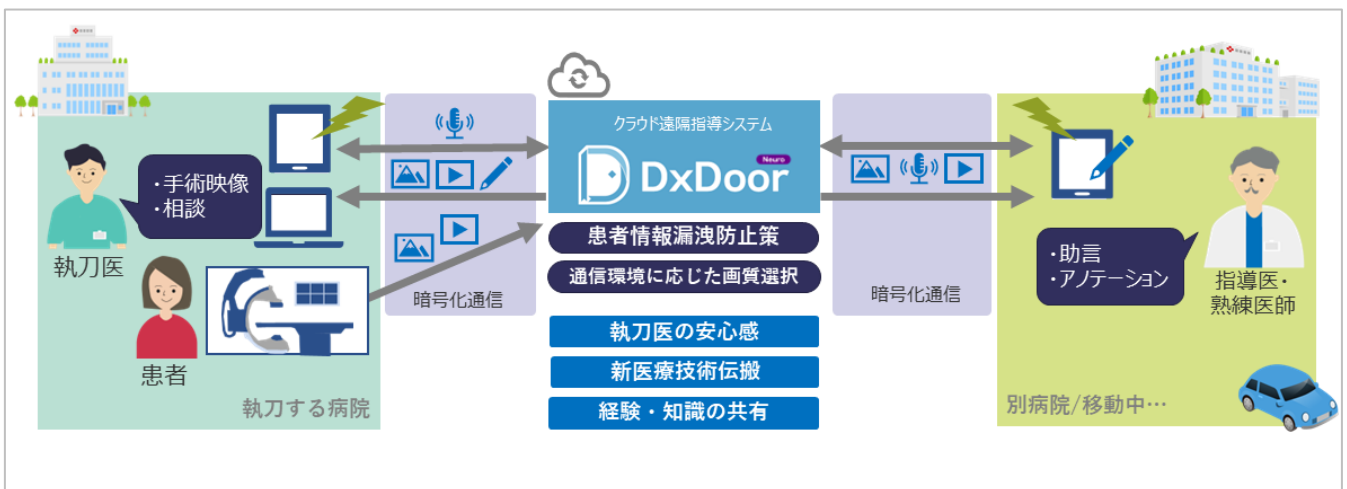 クラウド遠隔指導システム
Neuro
DxDoor
・手術映像
・相談
執刀医
患者
執刀する病院
暗号化通信
患者情報漏洩防止策
通信環境に応じた画質選択
執刀医の安心感
新医療技術伝搬
経験・知識の共有
暗号化通信
・助言
・アノテーション
指導医・
熟練医師
別病院/移動中…